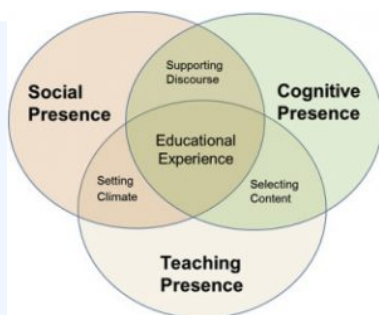 Supporting
Discourse
Social
Presence
Cognitive
Presence
Educational
Experience
Setting
Climate
Selecting
Content
Teaching
Presence